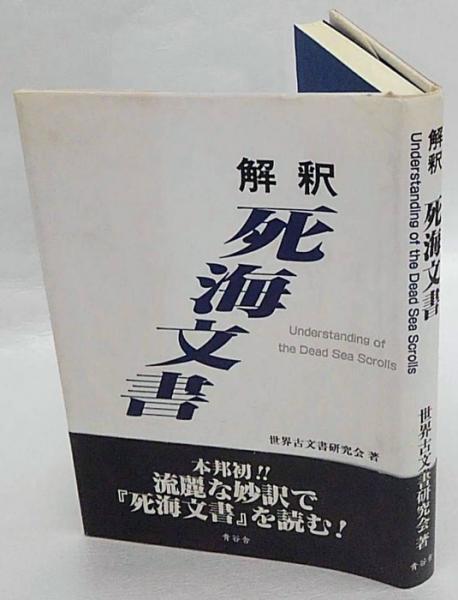 解釈
死海文書
Understanding of
the Dead Sea Scrolls
世界古文書研究会 著
本邦初!!
流麗な妙訳で
『死海文書』を読む!
青谷舎
解釈 死海文書
Understanding of the Dead Sea Scrolls
世界古文書研究会著
青谷舎